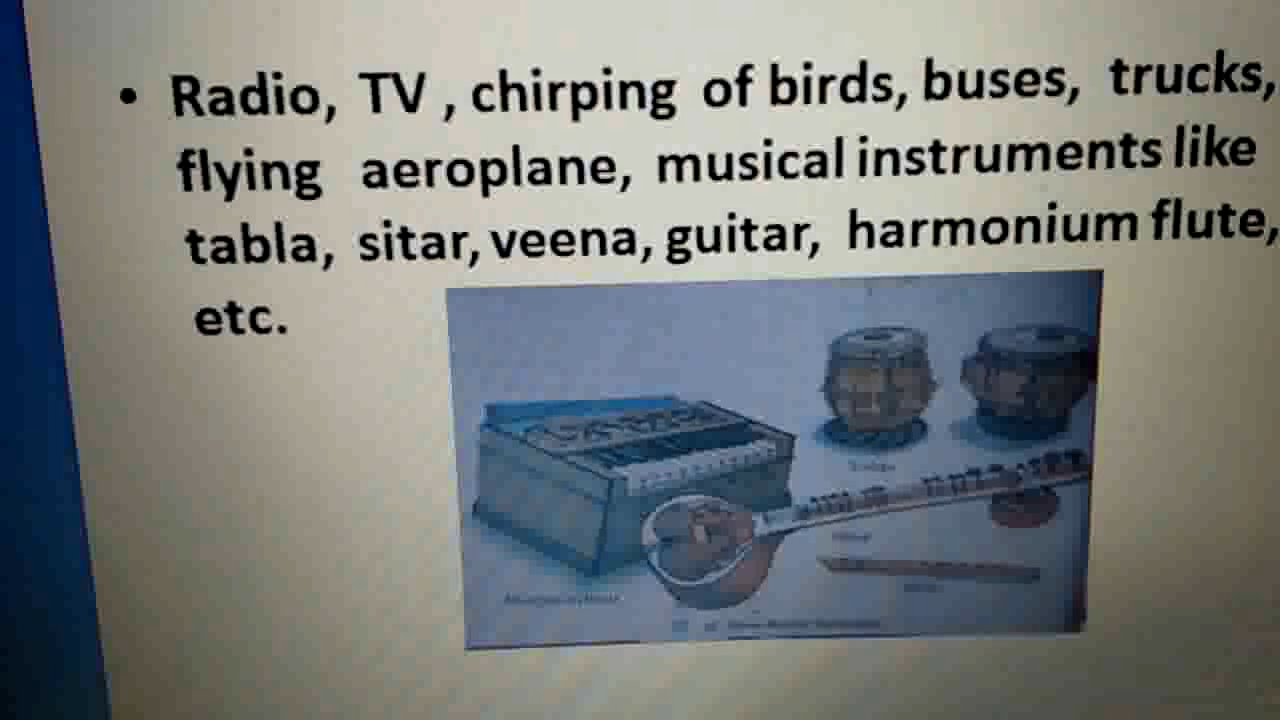 • Radio, TV , chirping of birds, buses, trucks,
flying aeroplane, musical instruments like
tabla, sitar, veena, guitar, harmonium flute,
etc.